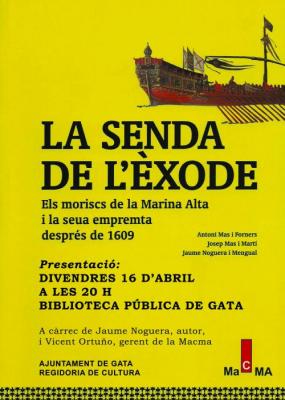 LA SENDA
DE L'ÈXODE
Els moriscs de la Marina Alta
i la seua empremta
després de 1609
Antoni Mas i Forners
Josep Mas i Martí
Jaume Noguera i Mengual
Presentació:
DIVENDRES 16 D'ABRIL
A LES 20 H
BIBLIOTECA PÚBLICA DE GATA
A càrrec de Jaume Noguera, autor,
i Vicent Ortuño, gerent de la Macma
AJUNTAMENT DE GATA
REGIDORIA DE CULTURA
MaCMA